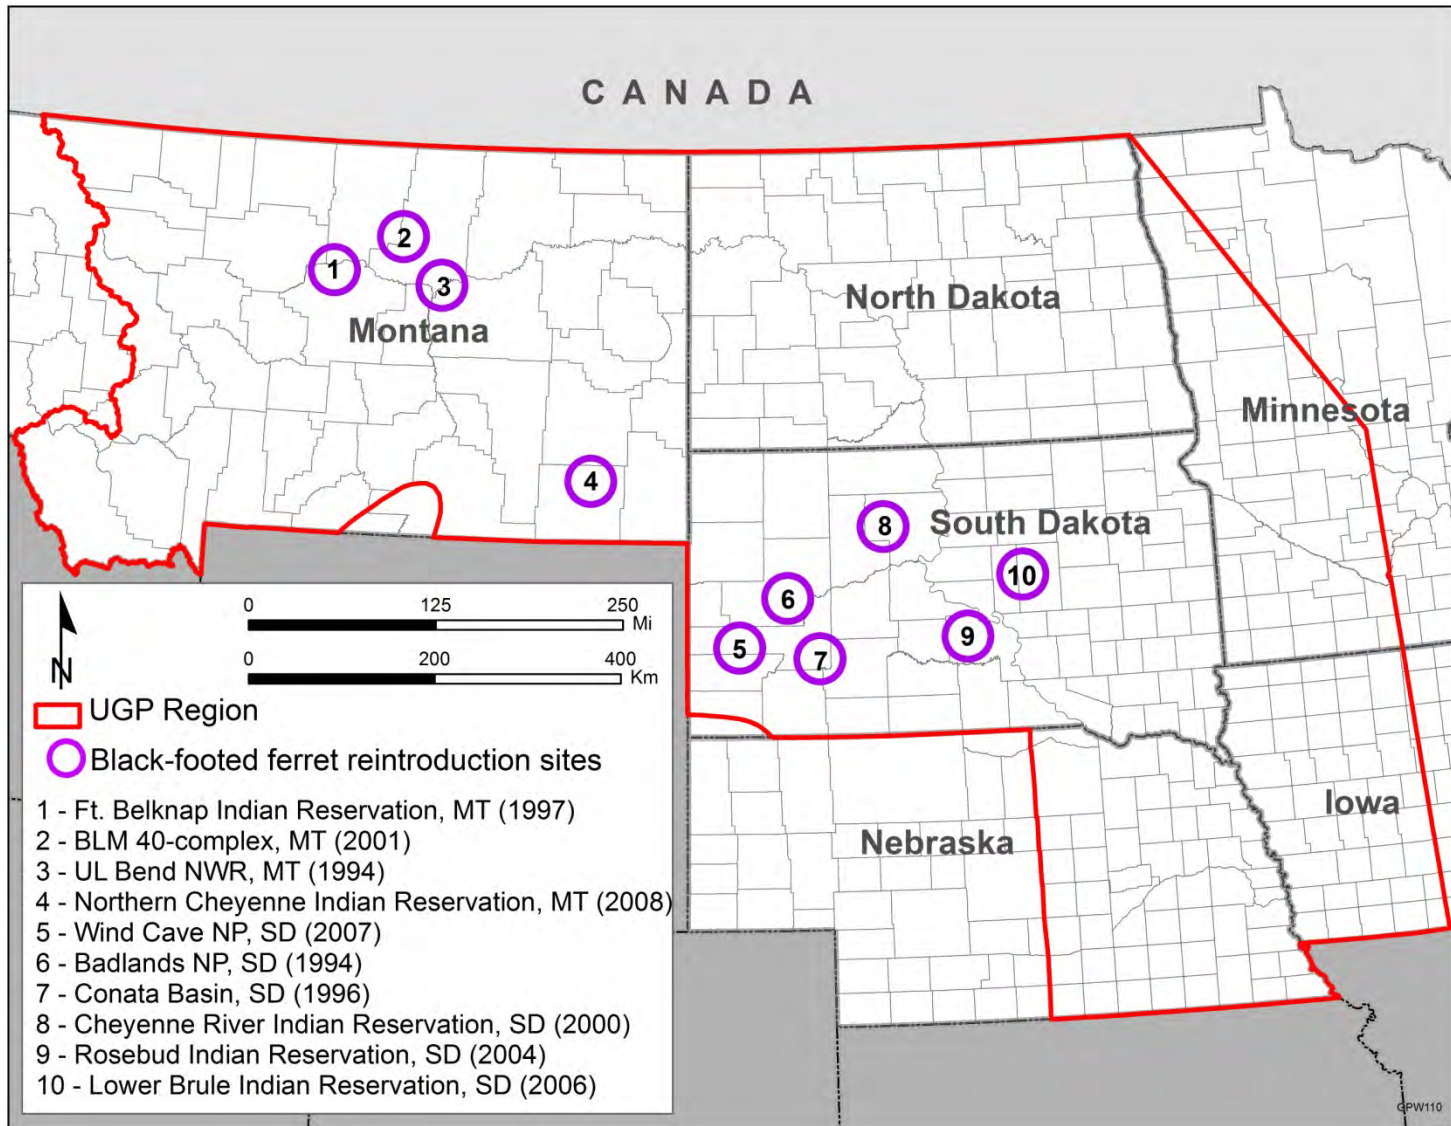 CANADA
2
1
3
North Dakota
Montana
Minnesota
4
8
South Dakota
10
6
9
5
7
0 125 250
Mi
0 200 400
Km
N
UGP Region
Black-footed ferret reintroduction sites
Iowa
Nebraska
1 - Ft. Belknap Indian Reservation, MT (1997)
2 - BLM 40-complex, MT (2001)
3 - UL Bend NWR, MT (1994)
4 - Northern Cheyenne Indian Reservation, MT (2008)
5 - Wind Cave NP, SD (2007)
6 - Badlands NP, SD (1994)
7 - Conata Basin, SD (1996)
8 - Cheyenne River Indian Reservation, SD (2000)
9 - Rosebud Indian Reservation, SD (2004)
10 - Lower Brule Indian Reservation, SD (2006)
GPW110